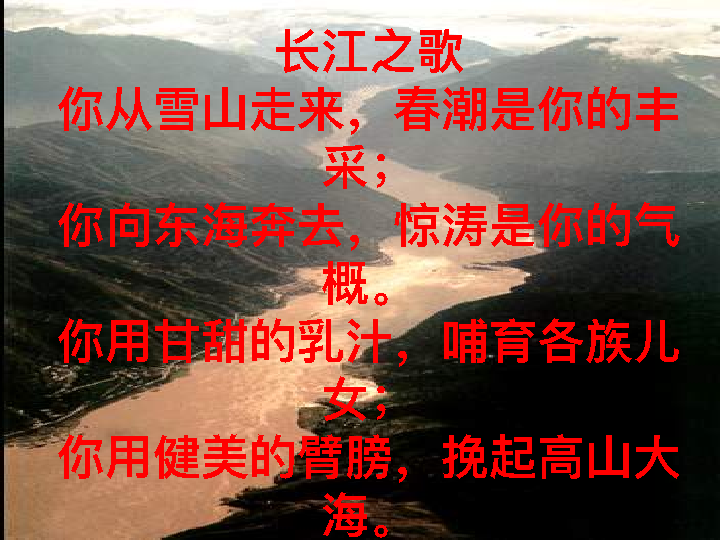 长江之歌
你从雪山走来，春潮是你的丰
采；
你向东海奔去，惊涛是你的气
概。
你用甘甜的乳汁，哺育各族儿
女；
你用健美的臂膀，挽起高山大
海。